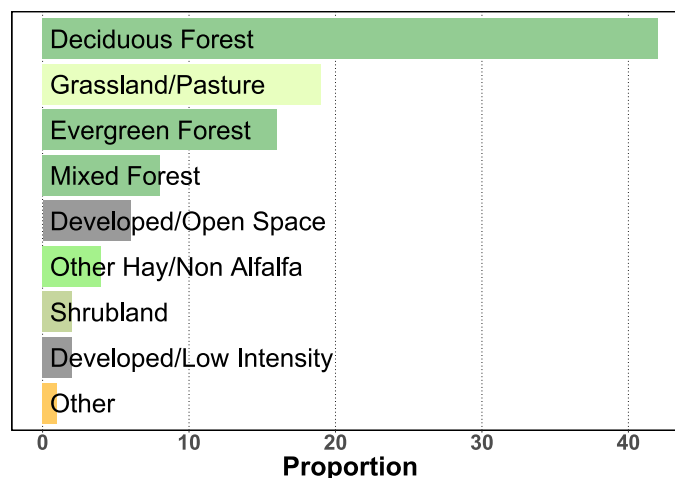 Deciduous Forest
Grassland/Pasture
Evergreen Forest
Mixed Forest
Developed/Open Space
Other Hay/Non Alfalfa
Shrubland
Developed/Low Intensity
Other
0 10 20 30 40
Proportion